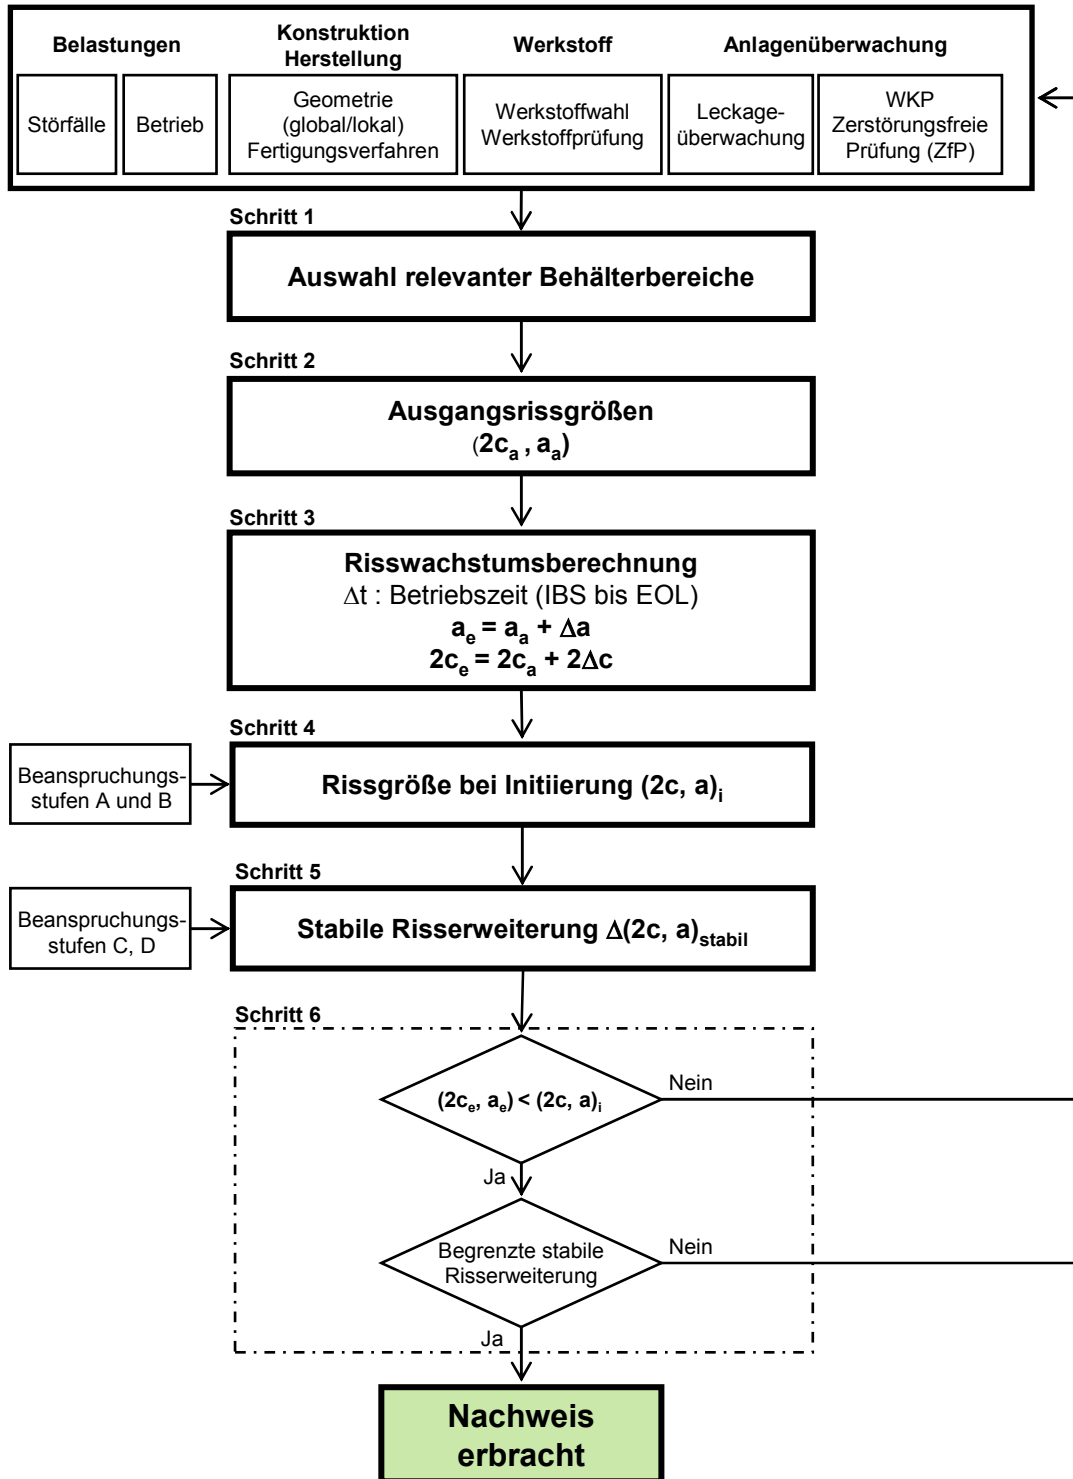 Belastungen
Konstruktion
Herstellung
Werkstoff
Anlagenüberwachung
Störfälle
Betrieb
Geometrie
(global/lokal)
Fertigungsverfahren
Werkstoffwahl
Werkstoffprüfung
Leckage-
überwachung
WKP
Zerstörungsfreie
Prüfung (ZfP)
Schritt 1
Auswahl relevanter Behälterbereiche
Schritt 2
Ausgangsrissgrößen
(2cₐ , aₐ)
Schritt 3
Risswachstumsberechnung
Δt : Betriebszeit (IBS bis EOL)
aₑ = aₐ + Δa
2cₑ = 2cₐ + 2Δc
Schritt 4
Beanspruchungs-
stufen A und B
Rissgröße bei Initiierung (2c, a)ᵢ
Schritt 5
Beanspruchungs-
stufen C, D
Stabile Risserweiterung Δ(2c, a)stabil
Schritt 6
(2cₑ, aₑ) < (2c, a)ᵢ
Nein
Ja
Begrenzte stabile
Risserweiterung
Nein
Ja
Nachweis
erbracht